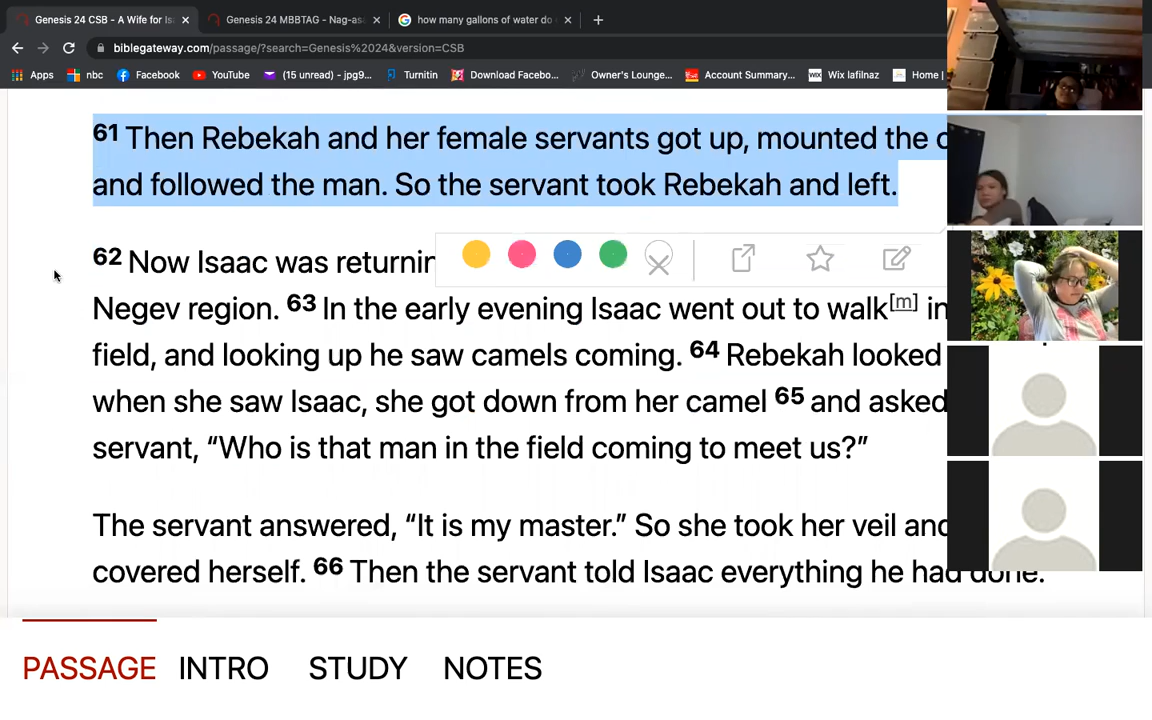 Genesis 24 CSB - A Wife for Is
Genesis 24 MBBTAG - Nag-as
how many gallons of water do
biblegateway.com/passage/?search=Genesis%2024&version=CSB
Apps nbc Facebook YouTube (15 unread) - jpg9... Turnitin Download Facebo... Owner's Lounge... Account Summary... WIX Wix lafilnaz Home |
61 Then Rebekah and her female servants got up, mounted the
and followed the man. So the servant took Rebekah and left.
62 Now Isaac was returnin
Negev region. 63 In the early evening Isaac went out to walk[m] in
field, and looking up he saw camels coming. 64 Rebekah looked
when she saw Isaac, she got down from her camel 65 and asked
servant, “Who is that man in the field coming to meet us?”
The servant answered, “It is my master.” So she took her veil and
covered herself. 66 Then the servant told Isaac everything he had done.
PASSAGE INTRO STUDY NOTES